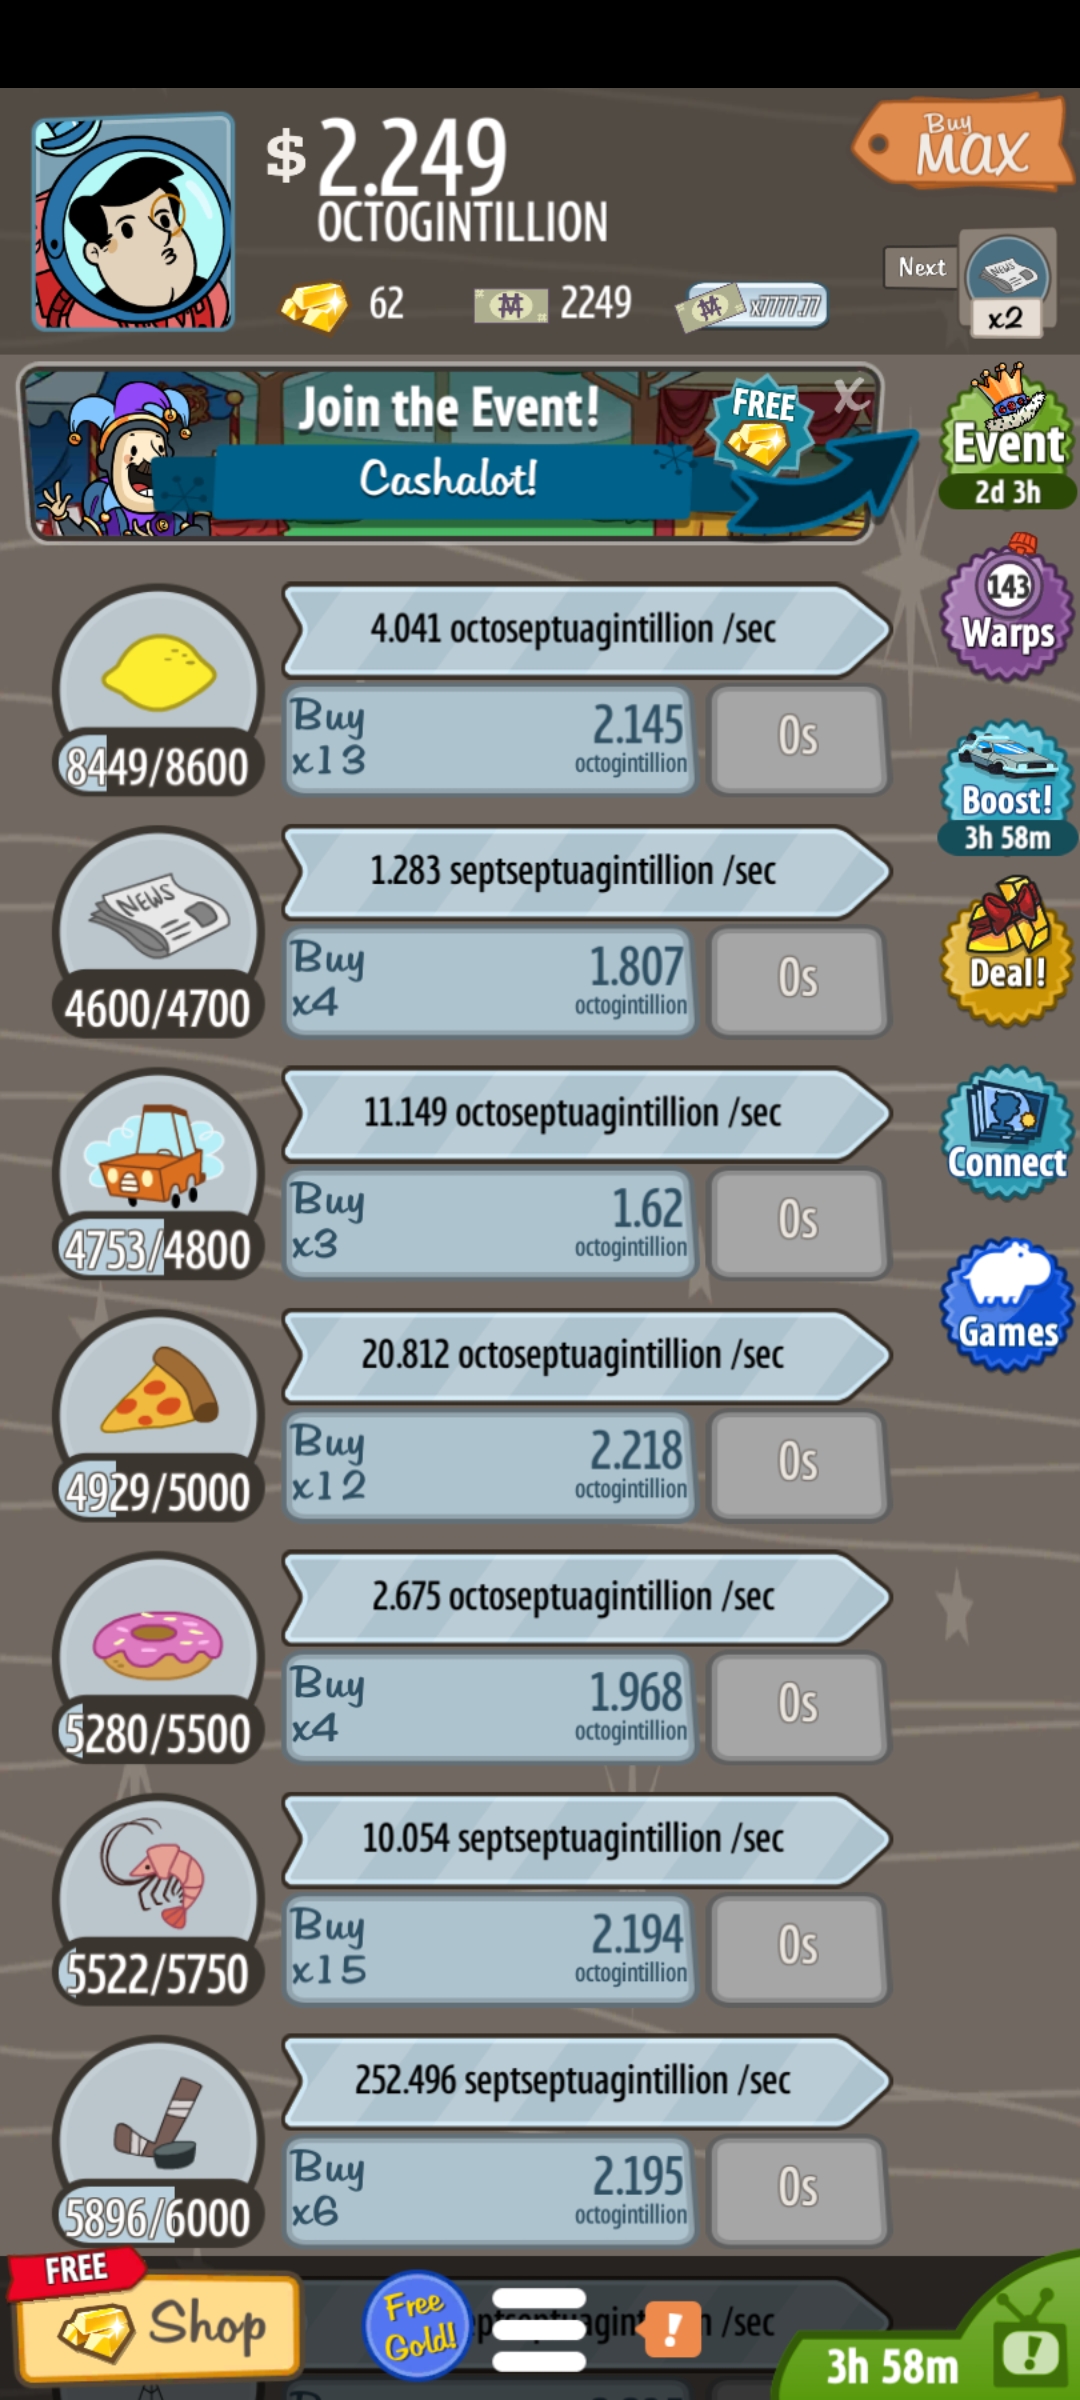 $ 2.249
OCTOGINTILLION
Buy
MAX
62
2249
x7777.77
Next
NEWS
x2
Join the Event!
Cashalot!
FREE
X
Event
2d 3h
143
Warps
Boost!
3h 58m
Deal!
Connect
Games
4.041 octoseptuagintillion /sec
8449/8600
Buy
x13
2.145
octogintillion
0s
NEWS
1.283 septseptuagintillion /sec
4600/4700
Buy
x4
1.807
octogintillion
0s
11.149 octoseptuagintillion /sec
4753/4800
Buy
x3
1.62
octogintillion
0s
20.812 octoseptuagintillion /sec
4929/5000
Buy
x12
2.218
octogintillion
0s
2.675 octoseptuagintillion /sec
5280/5500
Buy
x4
1.968
octogintillion
0s
10.054 septseptuagintillion /sec
5522/5750
Buy
x15
2.194
octogintillion
0s
252.496 septseptuagintillion /sec
5896/6000
Buy
x6
2.195
octogintillion
0s
FREE
Shop
Free
Gold!
!
/sec
3h 58m
!